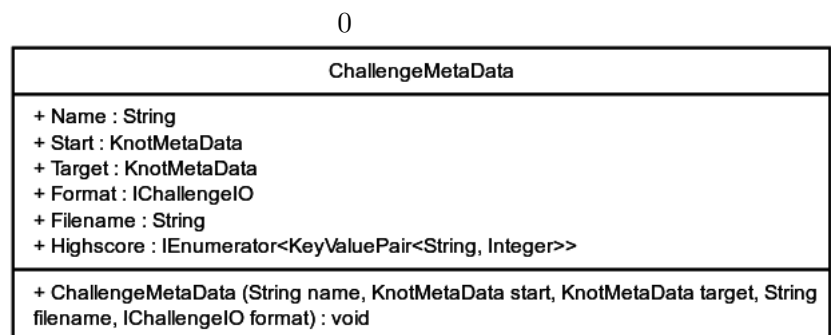 0
ChallengeMetaData
+ Name : String
+ Start : KnotMetaData
+ Target : KnotMetaData
+ Format : IChallengeIO
+ Filename : String
+ Highscore : IEnumerator<KeyValuePair<String, Integer>>
+ ChallengeMetaData (String name, KnotMetaData start, KnotMetaData target, String
filename, IChallengeIO format) : void